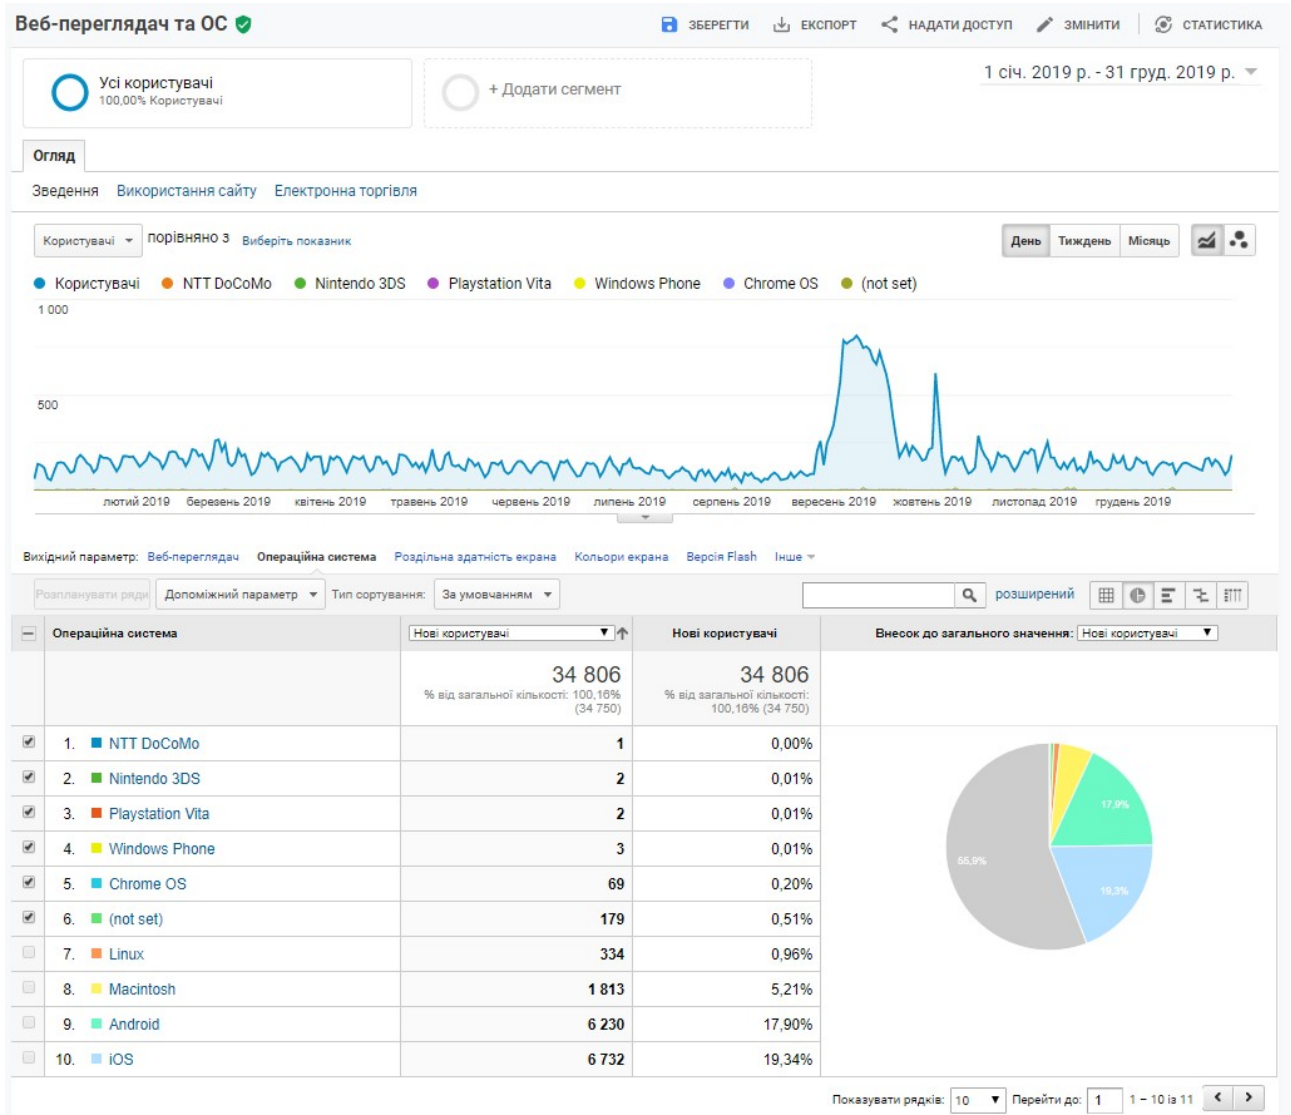 Веб-переглядач та ОС
ЗБЕРЕГТИ ЕКСПОРТ НАДАТИ ДОСТУП ЗМІНИТИ СТАТИСТИКА
Усі користувачі
100,00% Користувачі
+ Додати сегмент
1 січ. 2019 р. - 31 груд. 2019 р.
Огляд
Зведення Використання сайту Електронна торгівля
Користувачі порівняно з Виберіть показник
День Тиждень Місяць
Користувачі NTT DoCoMo Nintendo 3DS Playstation Vita Windows Phone Chrome OS (not set)
1 000
500
лютий 2019 березень 2019 квітень 2019 травень 2019 червень 2019 липень 2019 серпень 2019 вересень 2019 жовтень 2019 листопад 2019 грудень 2019
Вихідний параметр: Веб-переглядач Операційна система Роздільна здатність екрана Кольори екрана Версія Flash Інше
Розпланувати ряди Допоміжний параметр Тип сортування: За умовчанням розширений
Операційна система Нові користувачі Нові користувачі Внесок до загального значення: Нові користувачі
34 806 34 806
% від загальної кількості: 100,16% % від загальної кількості:
(34 750) 100,16% (34 750)
1. NTT DoCoMo 1 0,00%
2. Nintendo 3DS 2 0,01%
3. Playstation Vita 2 0,01%
4. Windows Phone 3 0,01%
5. Chrome OS 69 0,20%
6. (not set) 179 0,51%
7. Linux 334 0,96%
8. Macintosh 1 813 5,21%
9. Android 6 230 17,90%
10. iOS 6 732 19,34%
17,9%
55,9%
19,3%
Показувати рядків: 10 Перейти до: 1 1 – 10 із 11